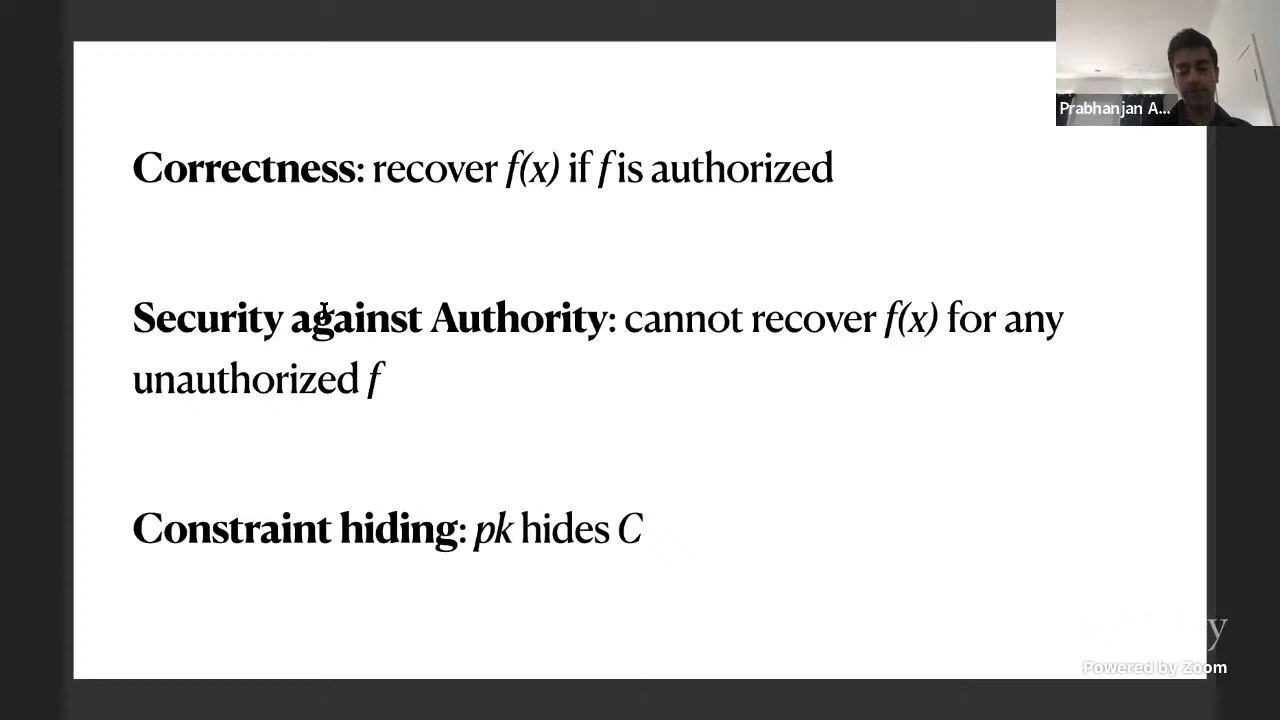 Prabhanjan A...
Correctness: recover f(x) if f is authorized
Security against Authority: cannot recover f(x) for any
unauthorized f
Constraint hiding: pk hides C
Powered by Zoom